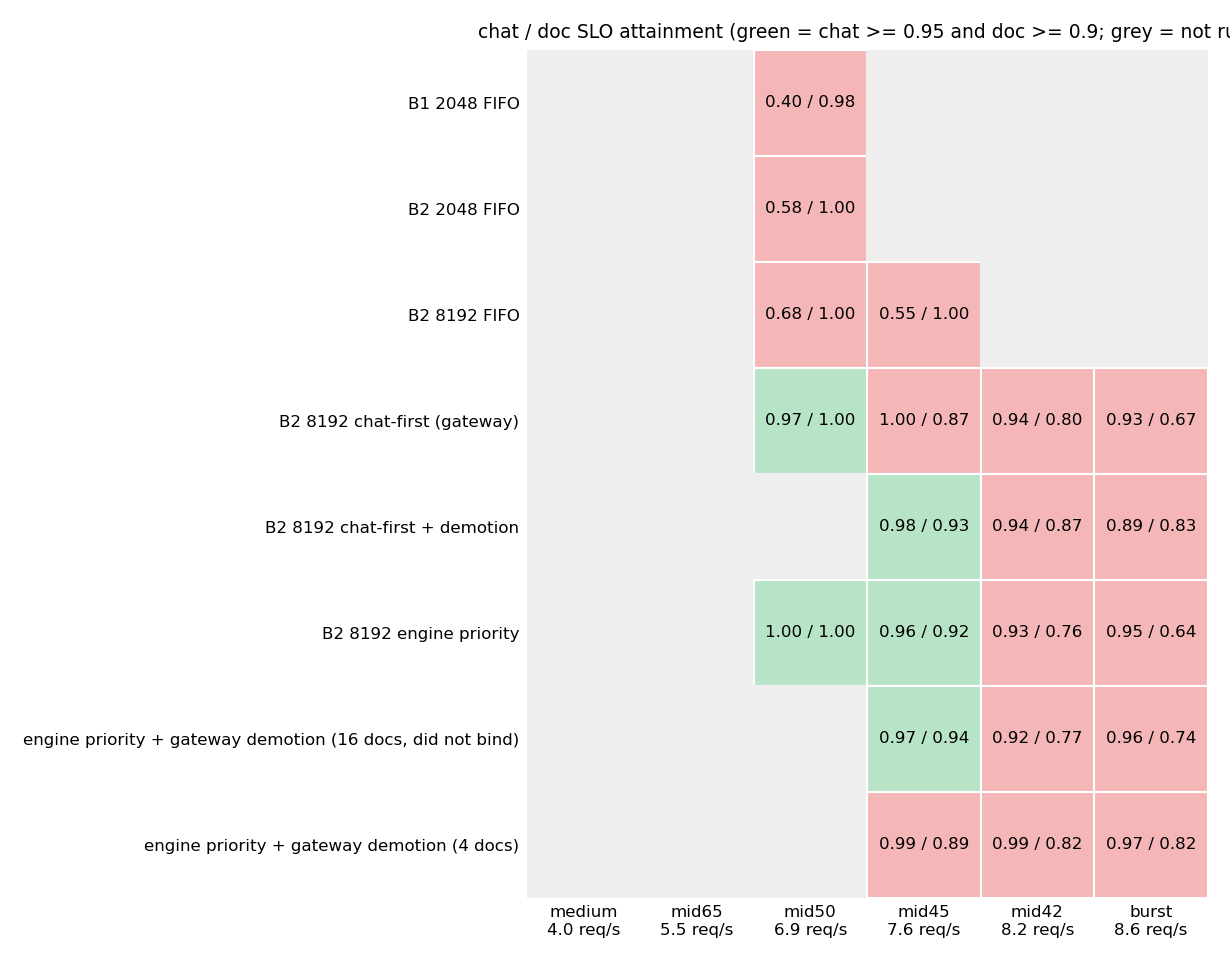 chat / doc SLO attainment (green = chat >= 0.95 and doc >= 0.9; grey = not
B1 2048 FIFO
0.40 / 0.98
B2 2048 FIFO
0.58 / 1.00
B2 8192 FIFO
0.68 / 1.00
0.55 / 1.00
B2 8192 chat-first (gateway)
0.97 / 1.00
1.00 / 0.87
0.94 / 0.80
0.93 / 0.67
B2 8192 chat-first + demotion
0.98 / 0.93
0.94 / 0.87
0.89 / 0.83
B2 8192 engine priority
1.00 / 1.00
0.96 / 0.92
0.93 / 0.76
0.95 / 0.64
engine priority + gateway demotion (16 docs, did not bind)
0.97 / 0.94
0.92 / 0.77
0.96 / 0.74
engine priority + gateway demotion (4 docs)
0.99 / 0.89
0.99 / 0.82
0.97 / 0.82
medium
4.0 req/s
mid65
5.5 req/s
mid50
6.9 req/s
mid45
7.6 req/s
mid42
8.2 req/s
burst
8.6 req/s